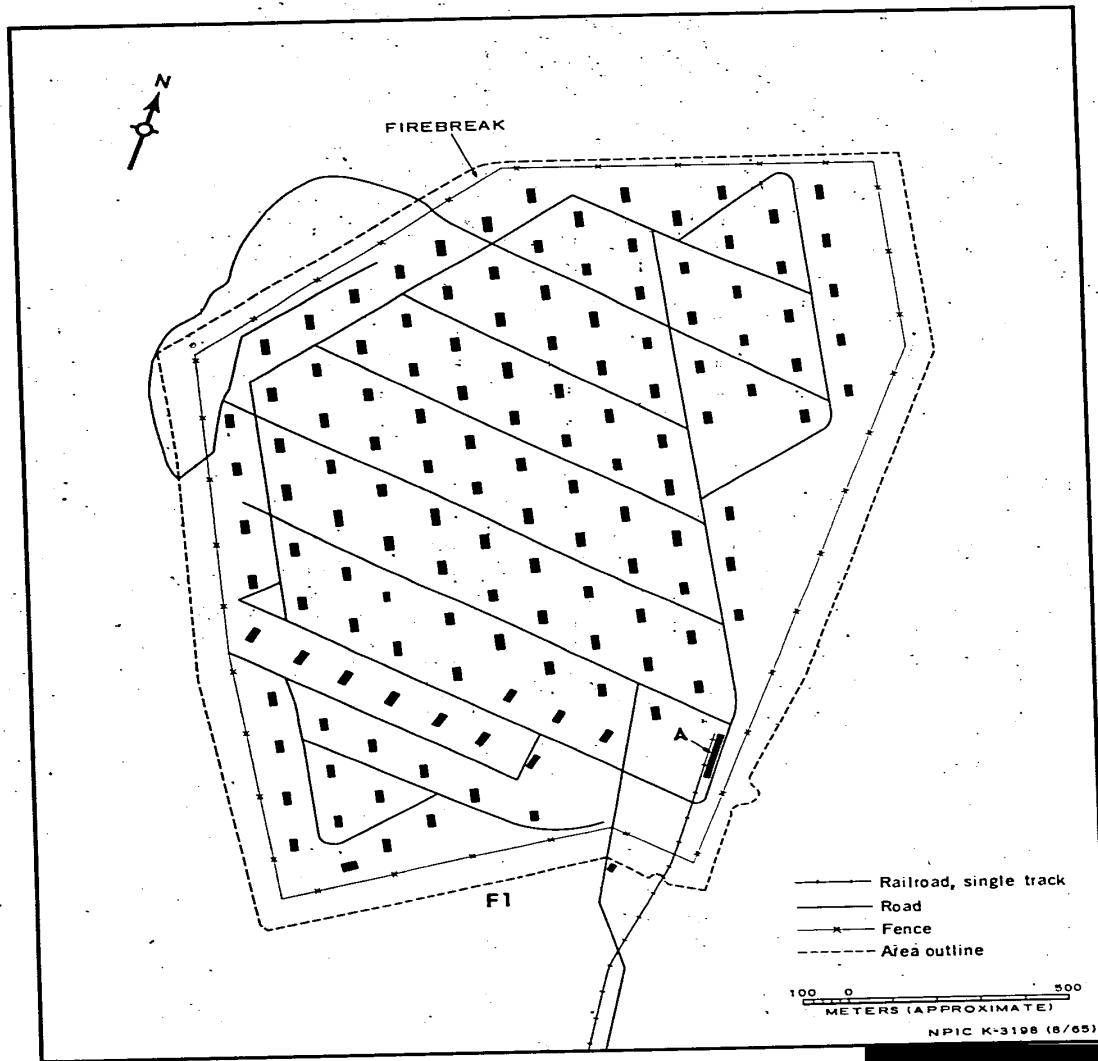 N
FIREBREAK
A
F1
Railroad, single track
Road
Fence
Area outline
100 0 500
METERS (APPROXIMATE)
NPIC K-3198 (8/65)